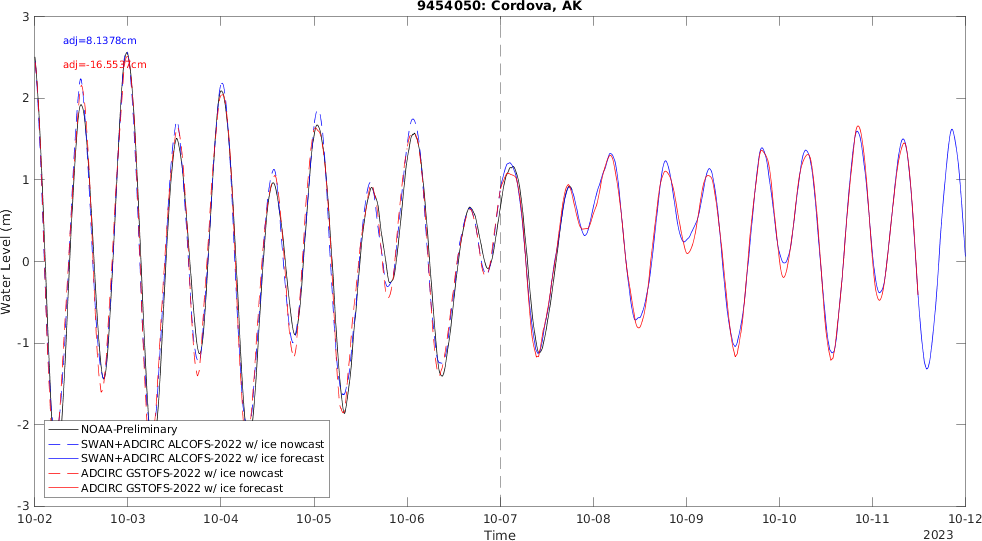 9454050: Cordova, AK
adj=8.1378cm
adj=-16.5537cm
3
2
1
0
-1
-2
-3
Water Level (m)
NOAA-Preliminary
SWAN+ADCIRC ALCOFS-2022 w/ ice nowcast
SWAN+ADCIRC ALCOFS-2022 w/ ice forecast
ADCIRC GSTOFS-2022 w/ ice nowcast
ADCIRC GSTOFS-2022 w/ ice forecast
10-02 10-03 10-04 10-05 10-06 10-07 10-08 10-09 10-10 10-11 10-12
Time
2023